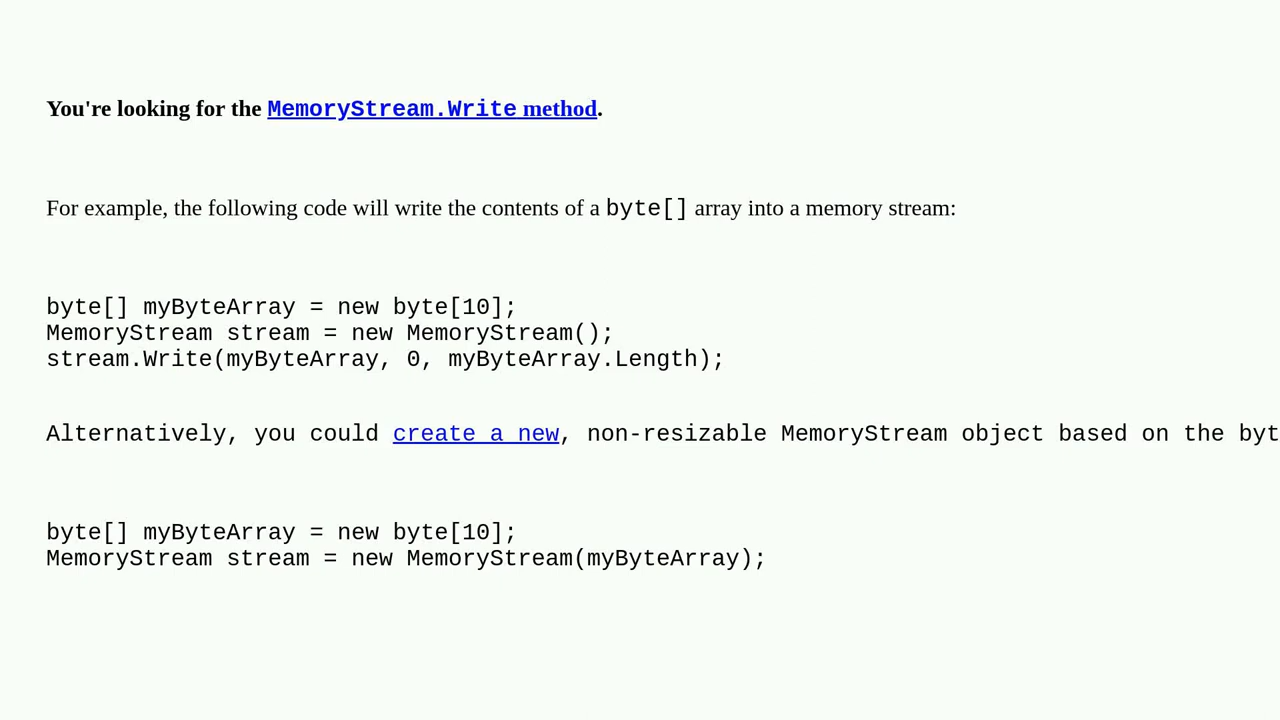 You're looking for the MemoryStream.Write method.
For example, the following code will write the contents of a byte[] array into a memory stream:
byte[] myByteArray = new byte[10];
MemoryStream stream = new MemoryStream();
stream.Write(myByteArray, 0, myByteArray.Length);
Alternatively, you could create a new, non-resizable MemoryStream object based on the byt
byte[] myByteArray = new byte[10];
MemoryStream stream = new MemoryStream(myByteArray);